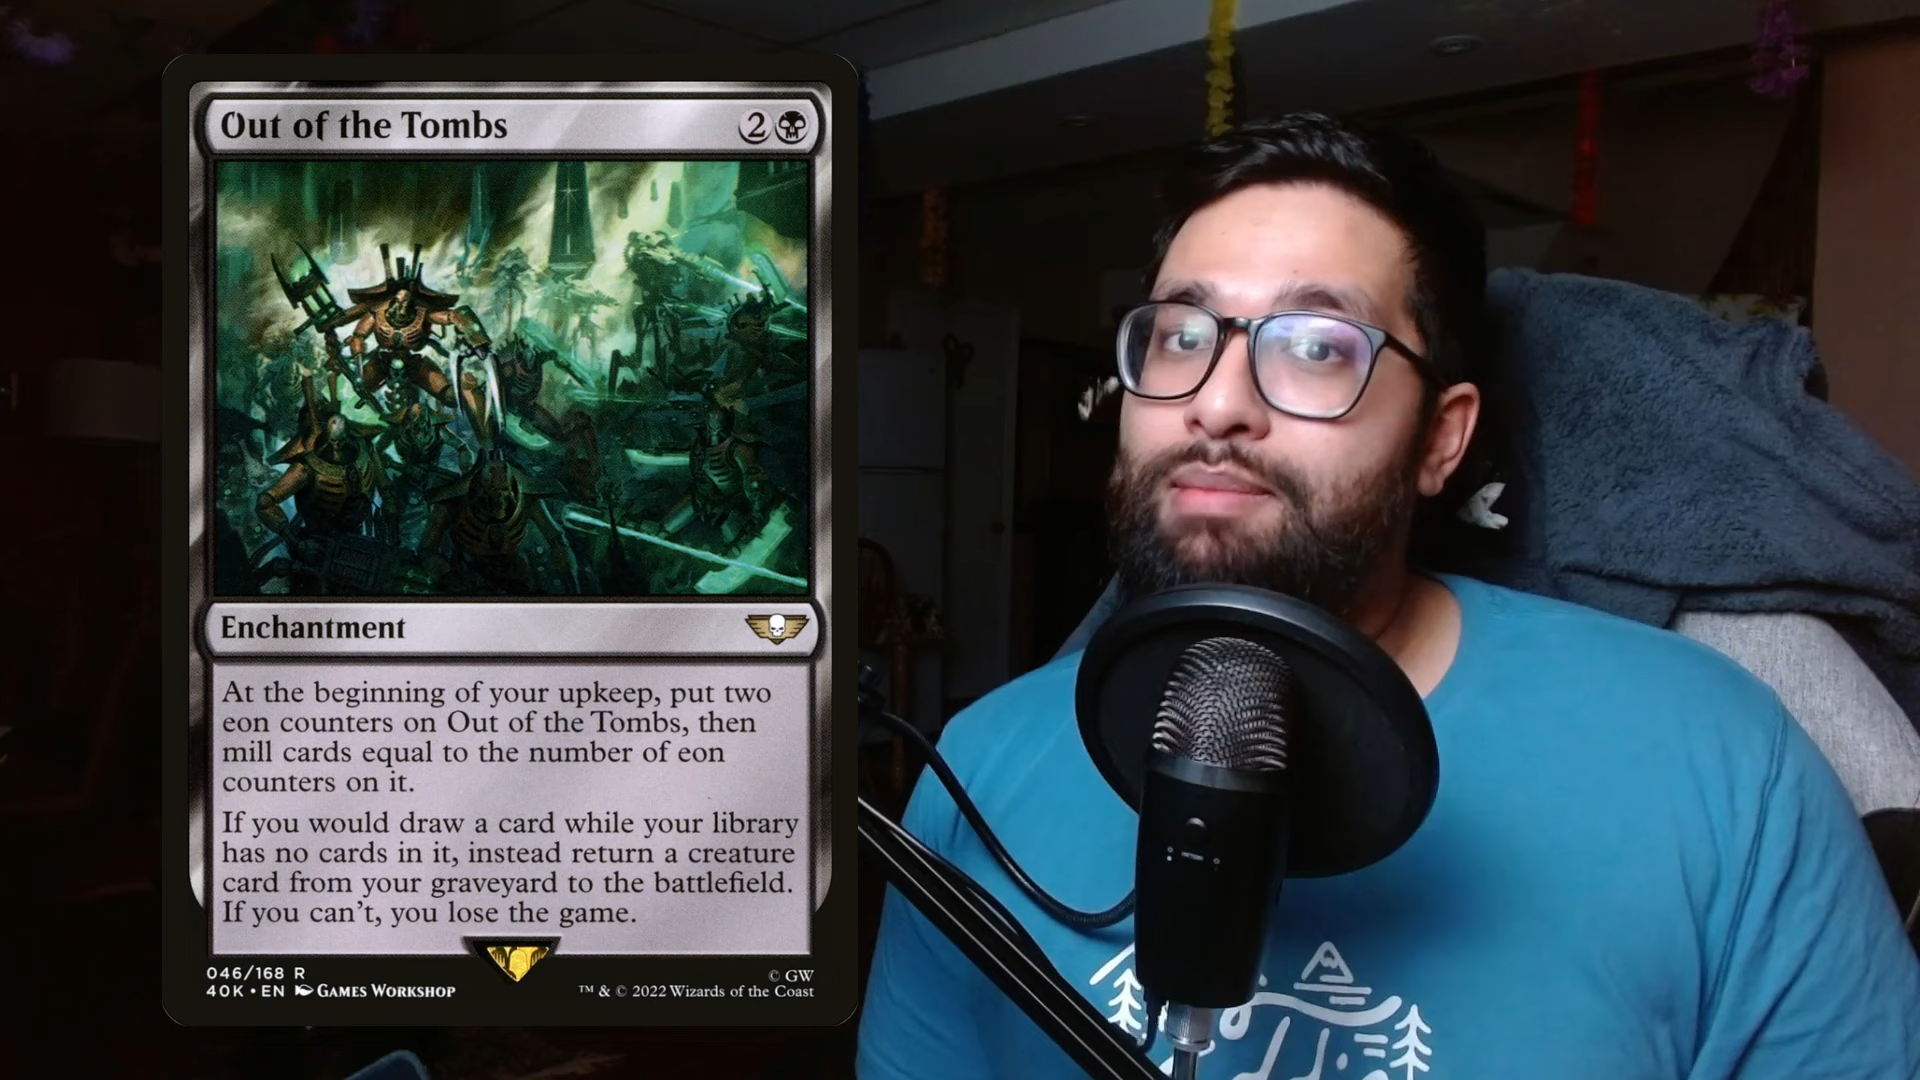 Out of the Tombs 2
Enchantment
At the beginning of your upkeep, put two
eon counters on Out of the Tombs, then
mill cards equal to the number of eon
counters on it.
If you would draw a card while your library
has no cards in it, instead return a creature
card from your graveyard to the battlefield.
If you can't, you lose the game.
046/168 R
40K • EN GAMES WORKSHOP
© GW
™ & © 2022 Wizards of the Coast